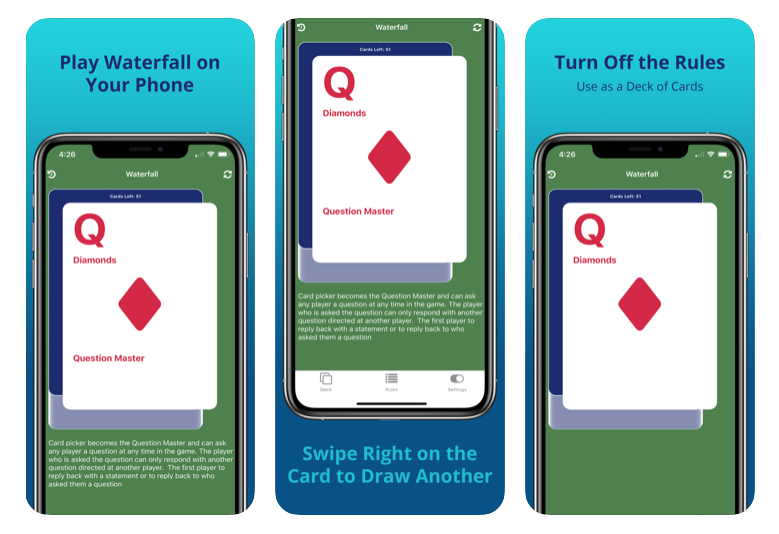 Play Waterfall on
Your Phone
4:26
Waterfall
Cards Left: 51
Q
Diamonds
Question Master
Card picker becomes the Question Master and can ask
any player a question at any time in the game. The player
who is asked the question can only respond with another
question directed at another player. The first player to
reply back with a statement or to reply back to who
asked them a question
Waterfall
Cards Left: 51
Q
Diamonds
Question Master
Card picker becomes the Question Master and can ask
any player a question at any time in the game. The player
who is asked the question can only respond with another
question directed at another player. The first player to
reply back with a statement or to reply back to who
asked them a question
Deck
Rules
Settings
Swipe Right on the
Card to Draw Another
Turn Off the Rules
Use as a Deck of Cards
4:26
Waterfall
Cards Left: 51
Q
Diamonds